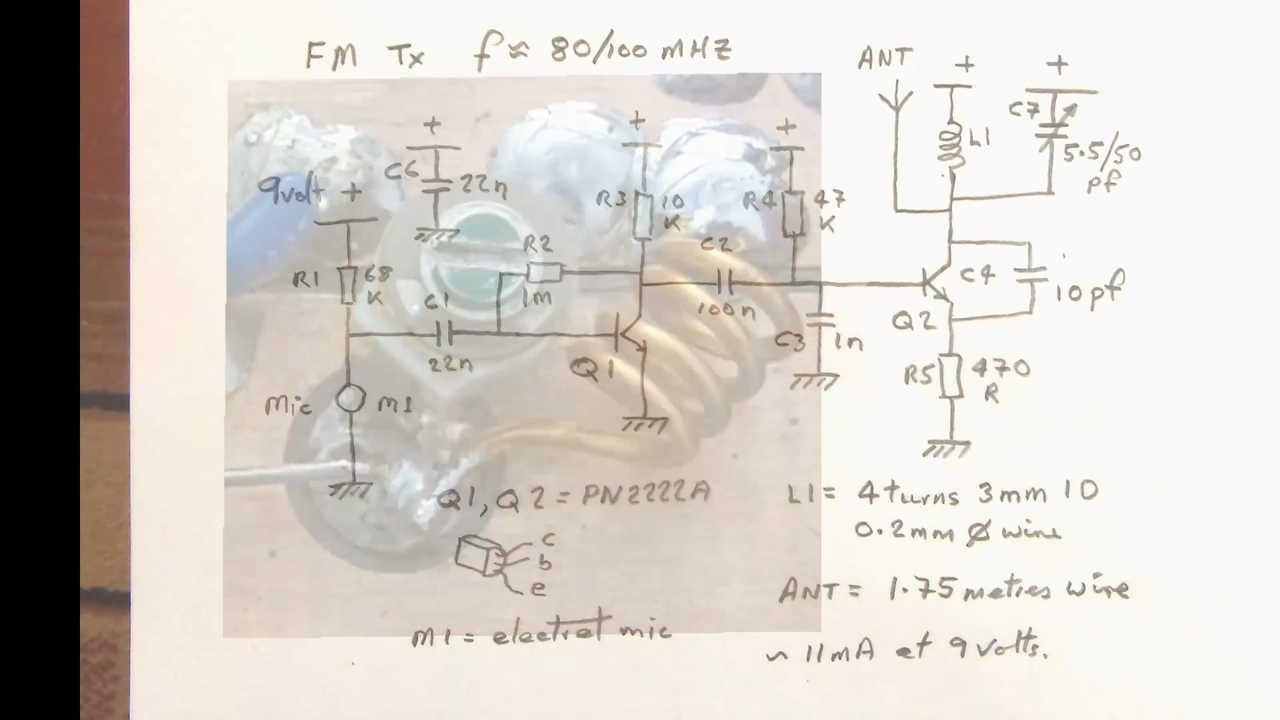 FM Tx f ≈ 80/100 MHZ
ANT
+
+
C7
L1
5.5/50
pf
+
C6
22n
+
R3
10
K
+
R4
47
K
9volt +
R1
68
K
R2
1m
C1
22n
C2
100n
C3
1n
C4
10pf
Q1
Q2
R5
470
R
Mic
M1
Q1, Q2 = PN2222A
c
b
e
M1 = electret mic
L1 = 4 turns 3mm ID
0.2mm Ø wire
ANT = 1.75 metres wire
~ 11mA at 9 volts.